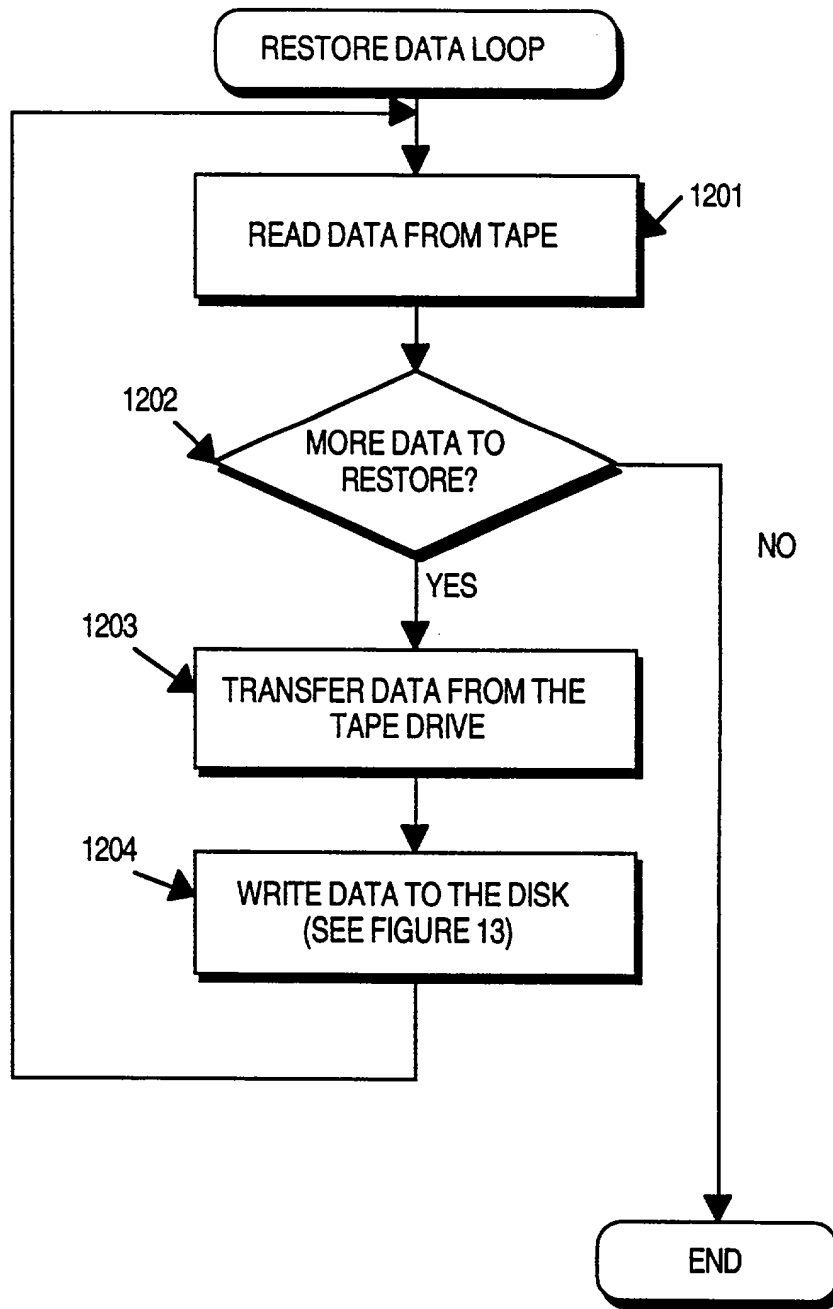 RESTORE DATA LOOP
1201
READ DATA FROM TAPE
1202
MORE DATA TO
RESTORE?
NO
YES
1203
TRANSFER DATA FROM THE
TAPE DRIVE
1204
WRITE DATA TO THE DISK
(SEE FIGURE 13)
END